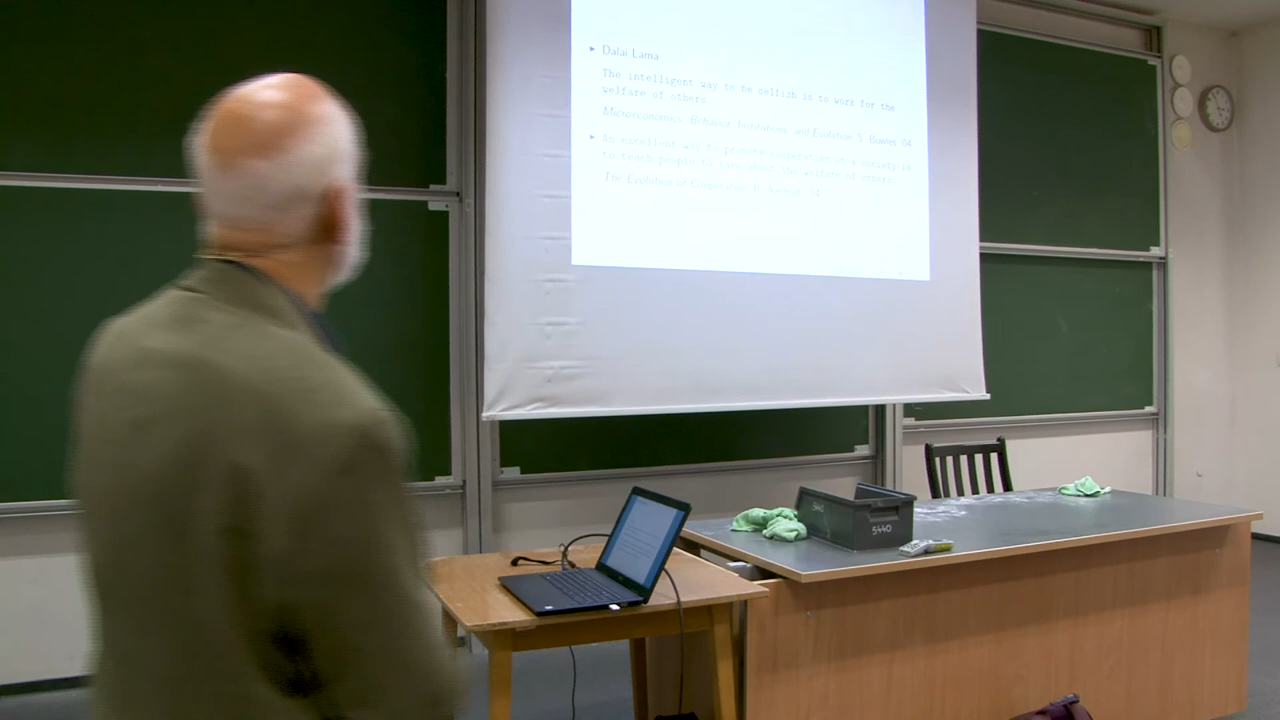 ▸ Dalai Lama
The intelligent way to be selfish is to work for the
welfare of others.
Microeconomics: Behavior, Institutions, and Evolution S. Bowles 04
▸ An excellent way to promote cooperation in a society is
to teach people to care about the welfare of others.
The Evolution of Cooperation R. Axelrod 84
5440